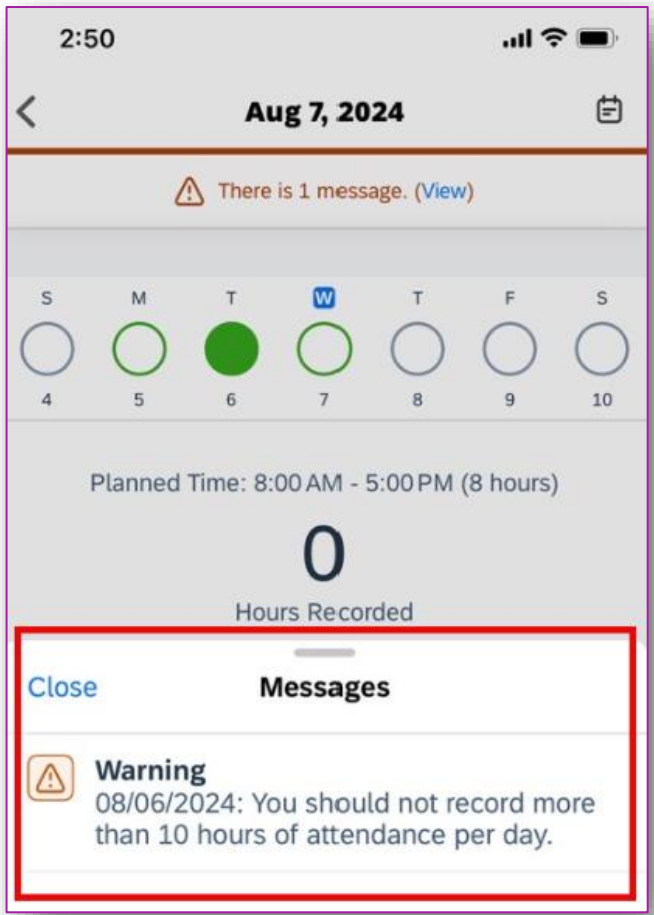 2:50
Aug 7, 2024
There is 1 message. (View)
S M T W T F S
4 5 6 7 8 9 10
Planned Time: 8:00 AM - 5:00 PM (8 hours)
0
Hours Recorded
Close Messages
Warning
08/06/2024: You should not record more
than 10 hours of attendance per day.